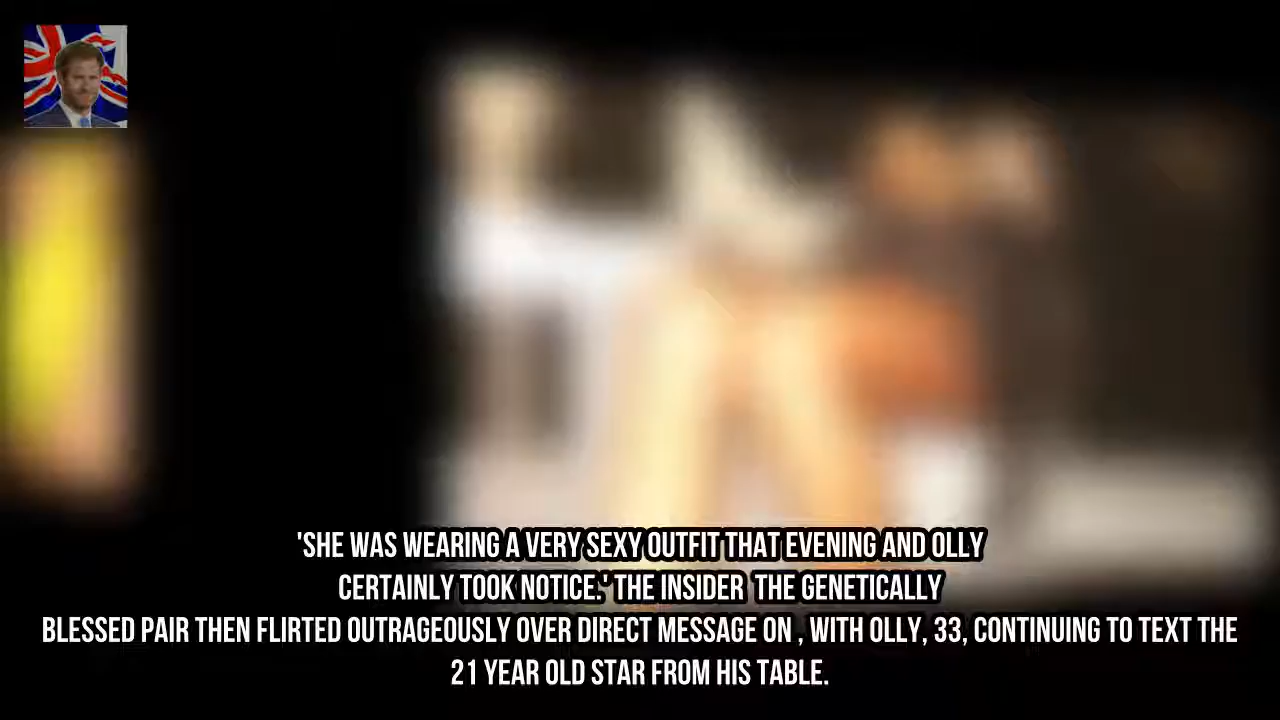 'SHE WAS WEARING A VERY SEXY OUTFIT THAT EVENING AND OLLY
CERTAINLY TOOK NOTICE.' THE INSIDER  THE GENETICALLY
BLESSED PAIR THEN FLIRTED OUTRAGEOUSLY OVER DIRECT MESSAGE ON , WITH OLLY, 33, CONTINUING TO TEXT THE
21 YEAR OLD STAR FROM HIS TABLE.